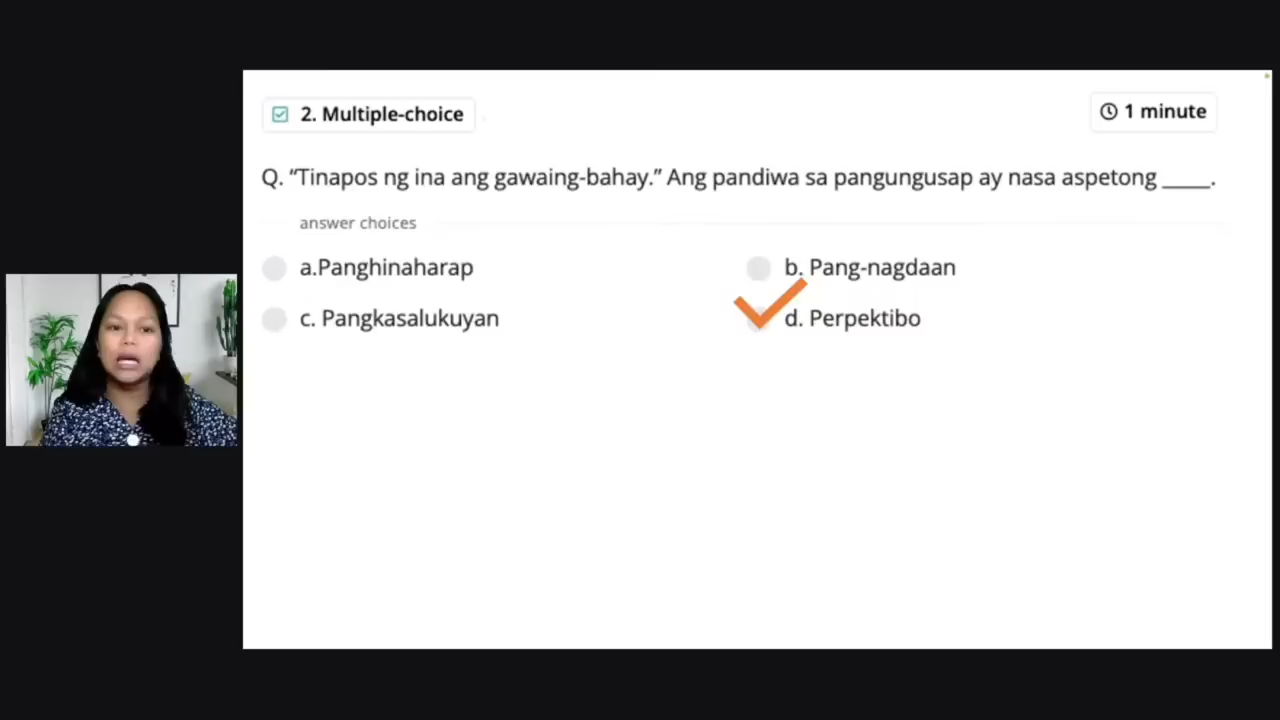 2. Multiple-choice
1 minute
Q. “Tinapos ng ina ang gawaing-bahay.” Ang pandiwa sa pangungusap ay nasa aspetong _____.
answer choices
a.Panghinaharap
b. Pang-nagdaan
c. Pangkasalukuyan
d. Perpektibo